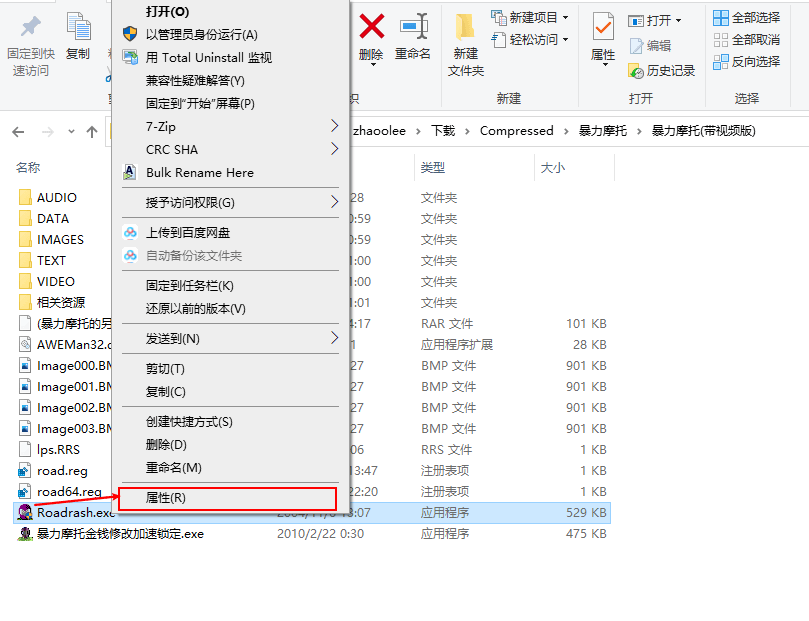 固定到快
速访问
复制
删除
重命名
新建
文件夹
新建项目
轻松访问
新建
属性
打开
编辑
历史记录
打开
全部选择
全部取消
反向选择
选择
zhaoolee
下载
Compressed
暴力摩托
暴力摩托(带视频版)
打开(O)
以管理员身份运行(A)
用 Total Uninstall 监视
兼容性疑难解答(Y)
固定到"开始"屏幕(P)
7-Zip
CRC SHA
Bulk Rename Here
授予访问权限(G)
上传到百度网盘
自动备份该文件夹
固定到任务栏(K)
还原以前的版本(V)
发送到(N)
剪切(T)
复制(C)
创建快捷方式(S)
删除(D)
重命名(M)
属性(R)
名称 类型 大小
AUDIO 28 文件夹
DATA 0:59 文件夹
IMAGES 0:59 文件夹
TEXT 1:00 文件夹
VIDEO 1:00 文件夹
相关资源 1:01 文件夹
(暴力摩托的另 4:17 RAR 文件 101 KB
AWEMan32.d 1 应用程序扩展 28 KB
Image000.BM 27 BMP 文件 901 KB
Image001.BM 27 BMP 文件 901 KB
Image002.BM 27 BMP 文件 901 KB
Image003.BM 27 BMP 文件 901 KB
lps.RRS 06 RRS 文件 1 KB
road.reg 13:47 注册表项 1 KB
road64.reg 22:20 注册表项 1 KB
Roadrash.exe 应用程序 529 KB
暴力摩托金钱修改加速锁定.exe 2010/2/22 0:30 应用程序 475 KB